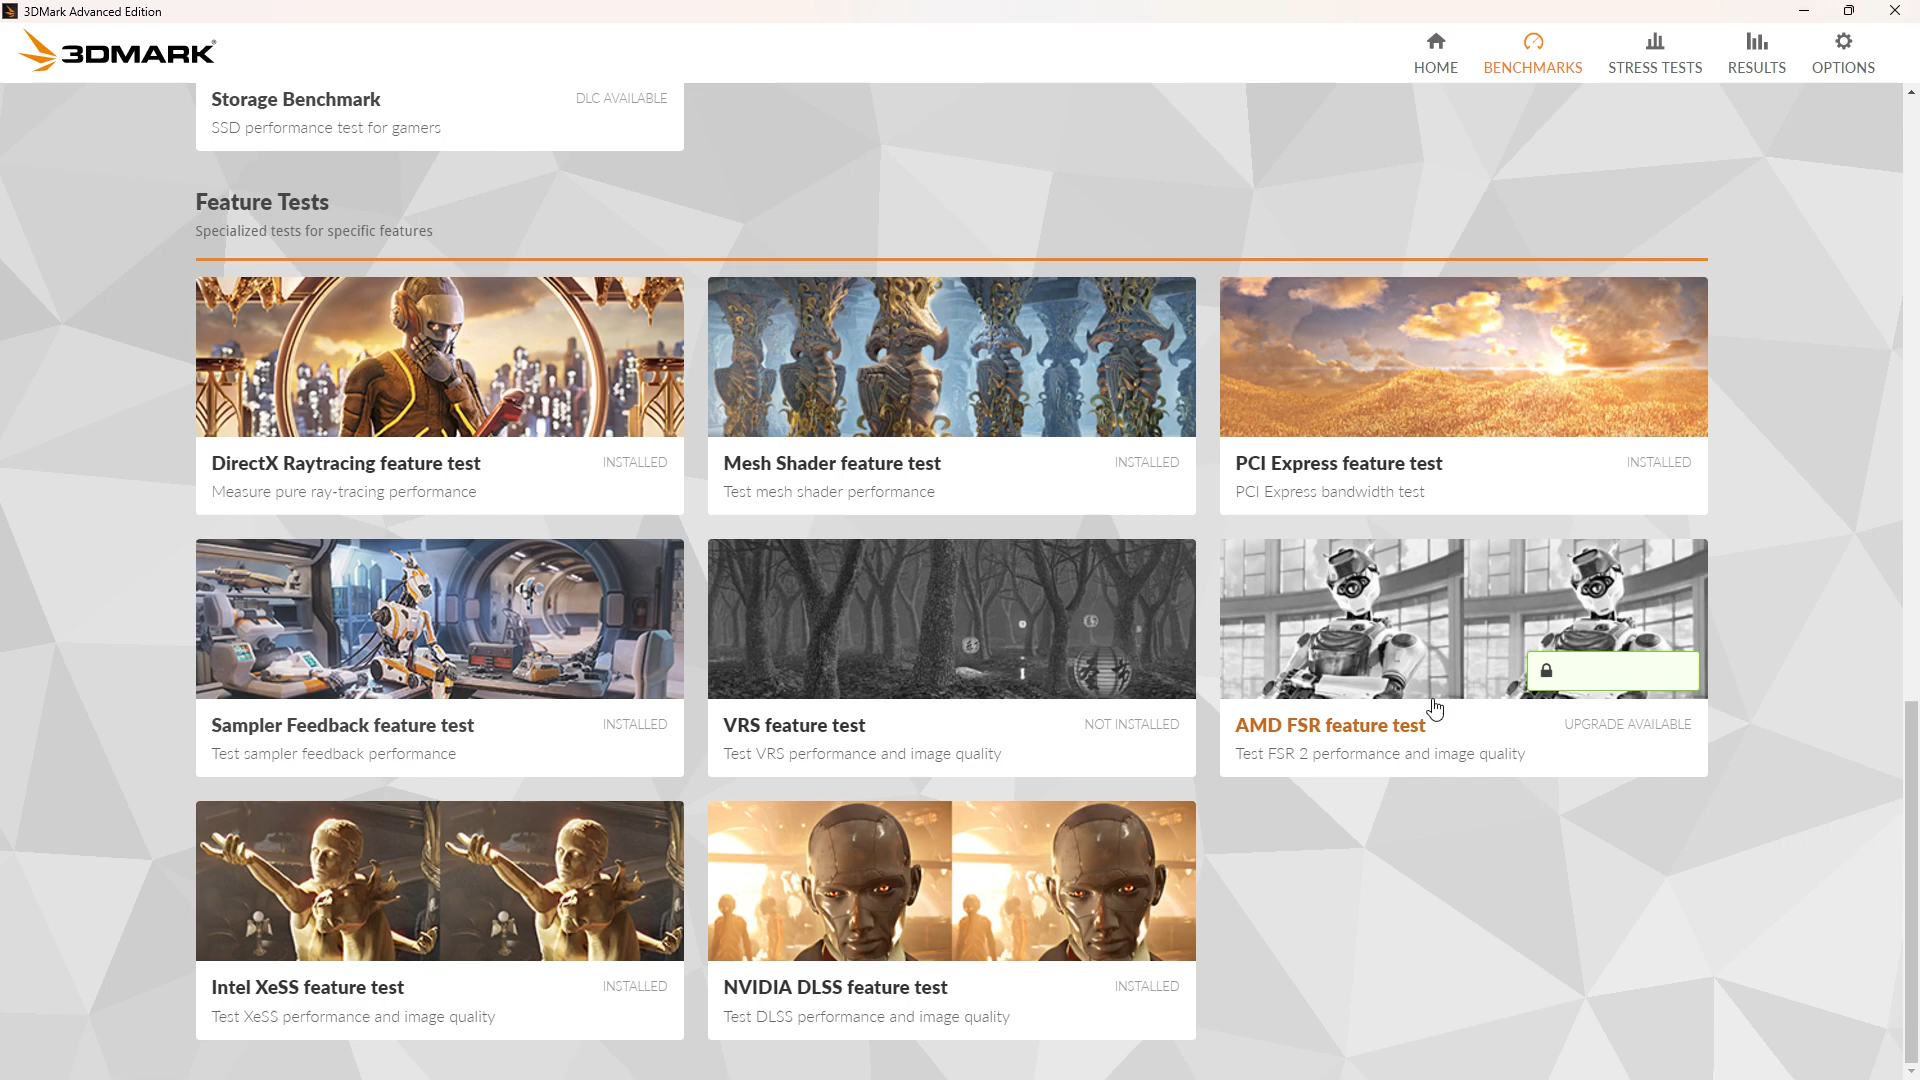 3DMark Advanced Edition
3DMARK
HOME
BENCHMARKS
STRESS TESTS
RESULTS
OPTIONS
Storage Benchmark
DLC AVAILABLE
SSD performance test for gamers
Feature Tests
Specialized tests for specific features
DirectX Raytracing feature test
INSTALLED
Measure pure ray-tracing performance
Mesh Shader feature test
INSTALLED
Test mesh shader performance
PCI Express feature test
INSTALLED
PCI Express bandwidth test
Sampler Feedback feature test
INSTALLED
Test sampler feedback performance
VRS feature test
NOT INSTALLED
Test VRS performance and image quality
AMD FSR feature test
UPGRADE AVAILABLE
Test FSR 2 performance and image quality
Intel XeSS feature test
INSTALLED
Test XeSS performance and image quality
NVIDIA DLSS feature test
INSTALLED
Test DLSS performance and image quality